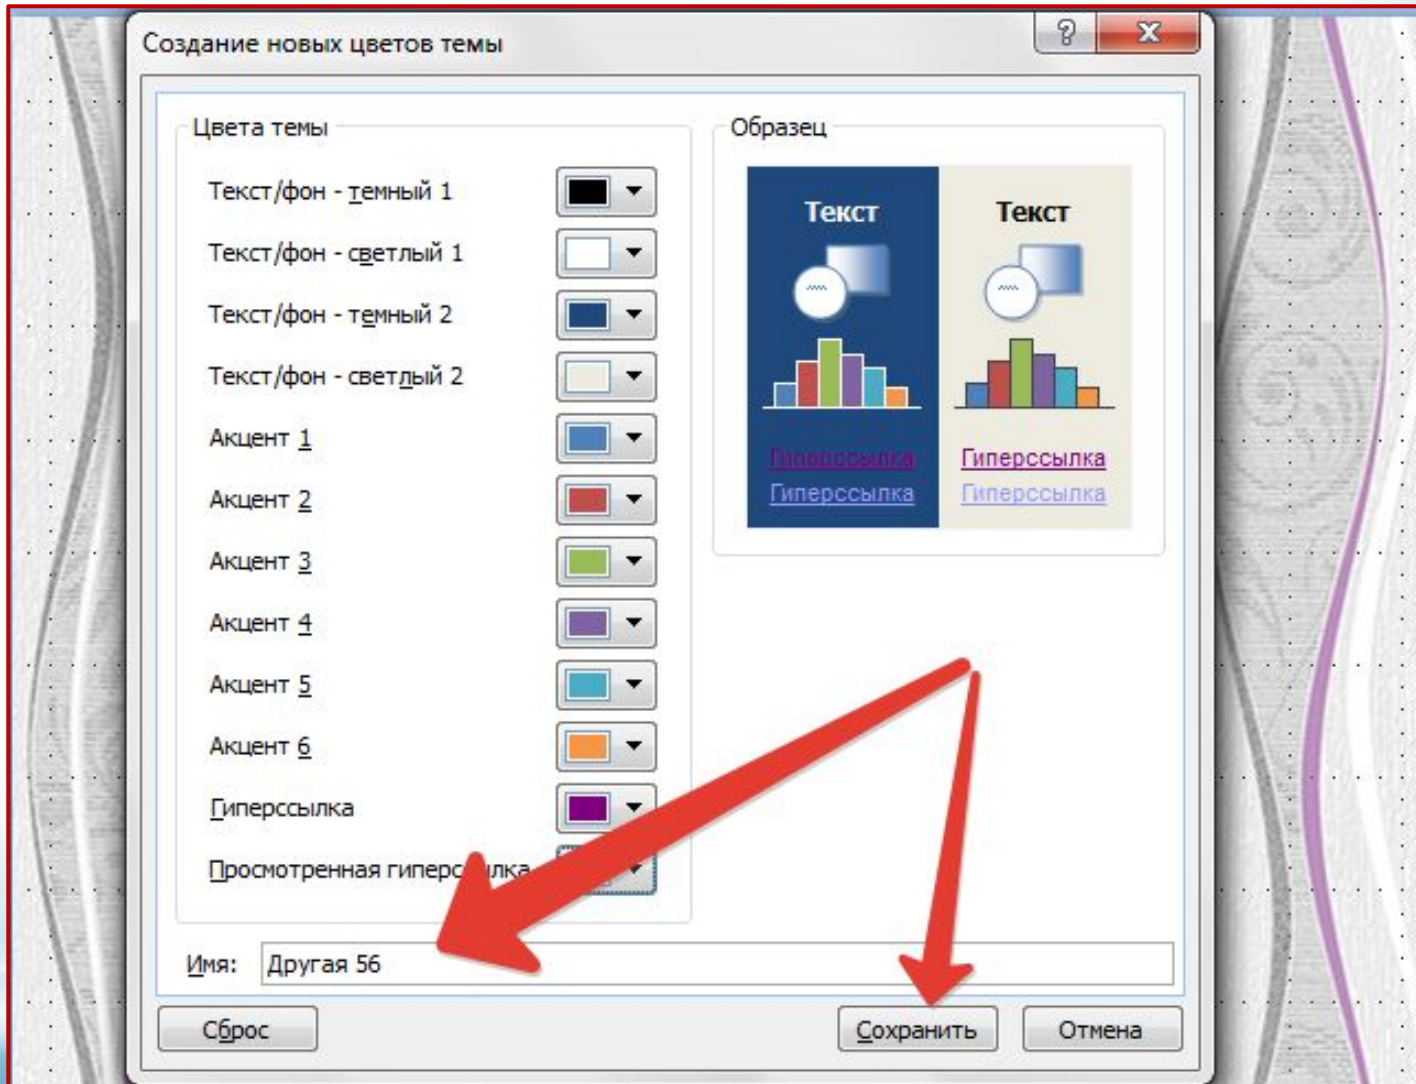 Создание новых цветов темы
Цвета темы
Текст/фон - темный 1
Текст/фон - светлый 1
Текст/фон - темный 2
Текст/фон - светлый 2
Акцент 1
Акцент 2
Акцент 3
Акцент 4
Акцент 5
Акцент 6
Гиперссылка
Просмотренная
Образец
Текст Текст
Гиперссылка Гиперссылка
Гиперссылка Гиперссылка
Имя: Другая 56
Сброс Сохранить Отмена